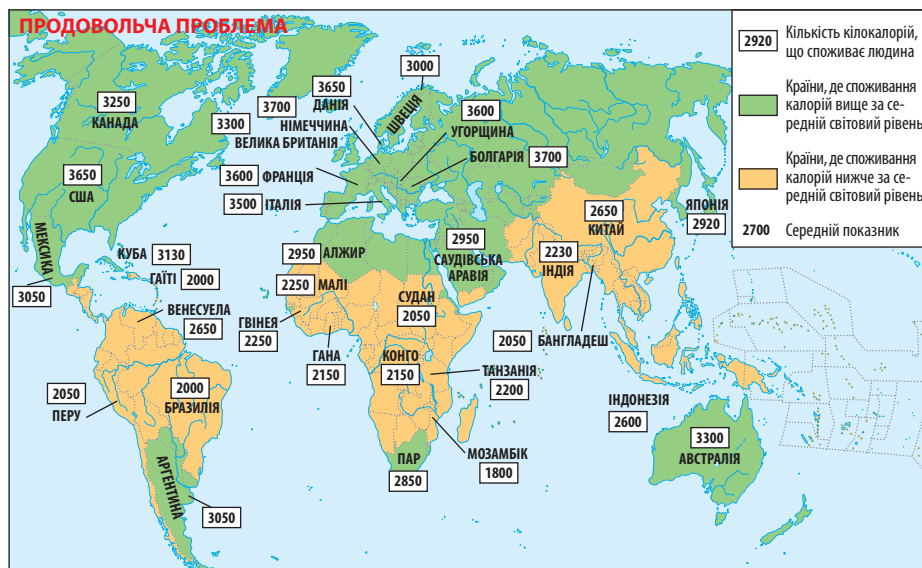 ПРОДОВОЛЬЧА ПРОБЛЕМА
2920
Кількість кілокалорій,
що споживає людина
Країни, де споживання
калорій вище за се-
редній світовий рівень
Країни, де споживання
калорій нижче за се-
редній світовий рівень
2700
Середній показник
3250
КАНАДА
3650
США
МЕКСИКА
3050
КУБА
3130
ГАЇТІ
2000
ВЕНЕСУЕЛА
2650
2050
ПЕРУ
2000
БРАЗИЛІЯ
АРГЕНТИНА
3050
3000
ШВЕЦІЯ
3650
ДАНІЯ
3700
НІМЕЧЧИНА
3300
ВЕЛИКА БРИТАНІЯ
3600
УГОРЩИНА
БОЛГАРІЯ
3700
3600
ФРАНЦІЯ
3500
ІТАЛІЯ
2950
АЛЖИР
2250
МАЛІ
ГВІНЕЯ
2250
ГАНА
2150
СУДАН
2050
КОНГО
2150
ТАНЗАНІЯ
2200
МОЗАМБІК
1800
ПАР
2850
2950
САУДІВСЬКА
АРАВІЯ
2230
ІНДІЯ
2050
БАНГЛАДЕШ
2650
КИТАЙ
ЯПОНІЯ
2920
ІНДОНЕЗІЯ
2600
3300
АВСТРАЛІЯ